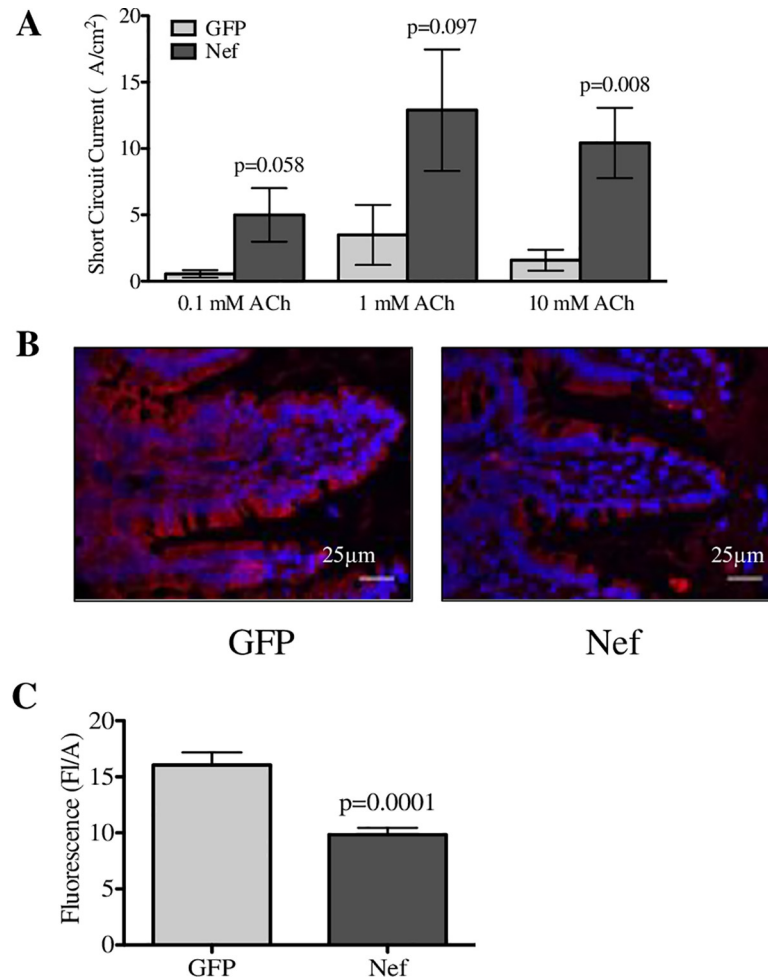 A
20
15
10
5
0
Short Circuit Current ( A/cm²)
GFP
Nef
p=0.058
p=0.097
p=0.008
0.1 mM ACh
1 mM ACh
10 mM ACh
B
25µm
25µm
GFP
Nef
C
20
15
10
5
0
Fluorescence (Fl/A)
p=0.0001
GFP
Nef